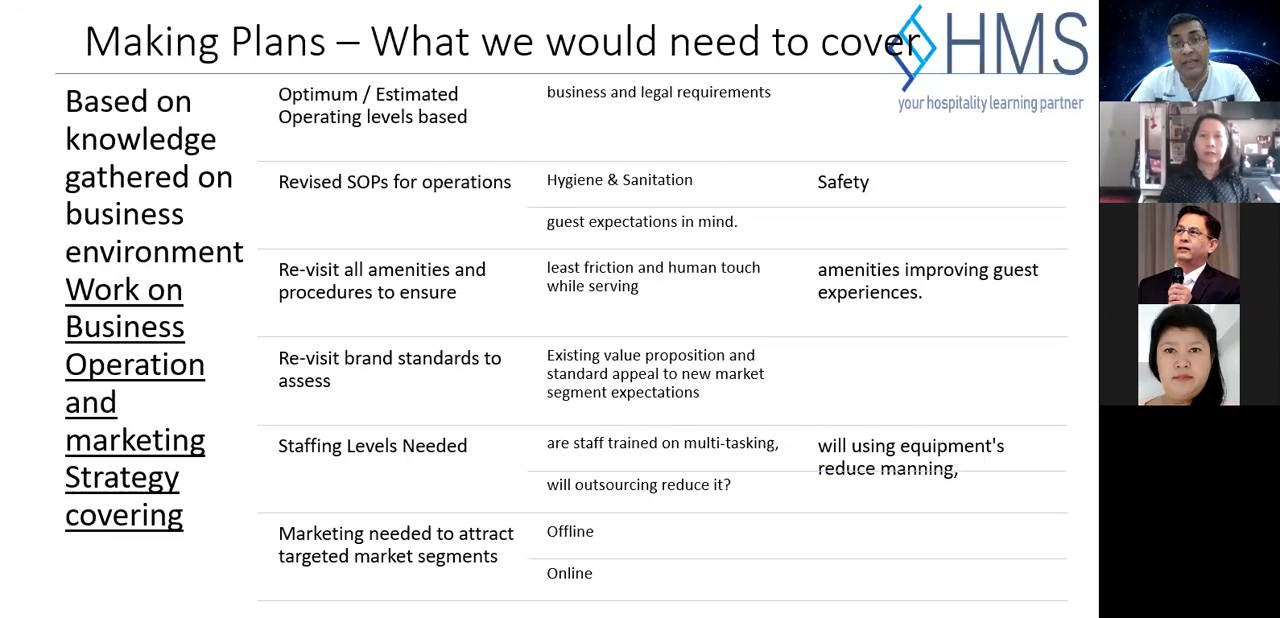 Making Plans – What we would need to cover
HMS
your hospitality learning partner
Based on
knowledge
gathered on
business
environment
Work on
Business
Operation
and
marketing
Strategy
covering
Optimum / Estimated
Operating levels based
business and legal requirements
Revised SOPs for operations
Hygiene & Sanitation
Safety
guest expectations in mind.
Re-visit all amenities and
procedures to ensure
least friction and human touch
while serving
amenities improving guest
experiences.
Re-visit brand standards to
assess
Existing value proposition and
standard appeal to new market
segment expectations
Staffing Levels Needed
are staff trained on multi-tasking,
will using equipment's
reduce manning,
will outsourcing reduce it?
Marketing needed to attract
targeted market segments
Offline
Online